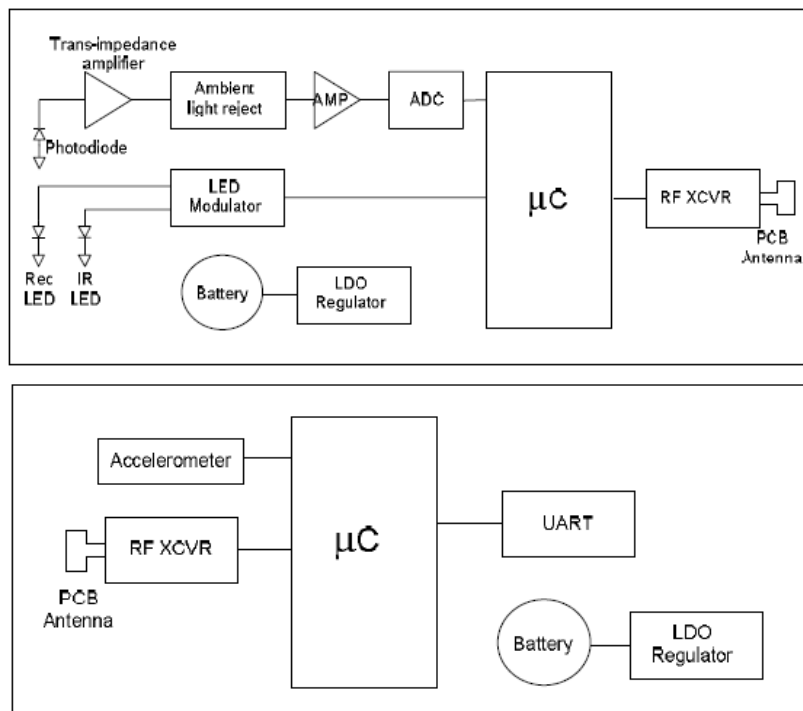 Trans-impedance
amplifier
Ambient
light reject
AMP
ADC
Photodiode
LED
Modulator
μC
RF XCVR
PCB
Antenna
Rec
LED
IR
LED
Battery
LDO
Regulator
Accelerometer
RF XCVR
PCB
Antenna
μC
UART
Battery
LDO
Regulator